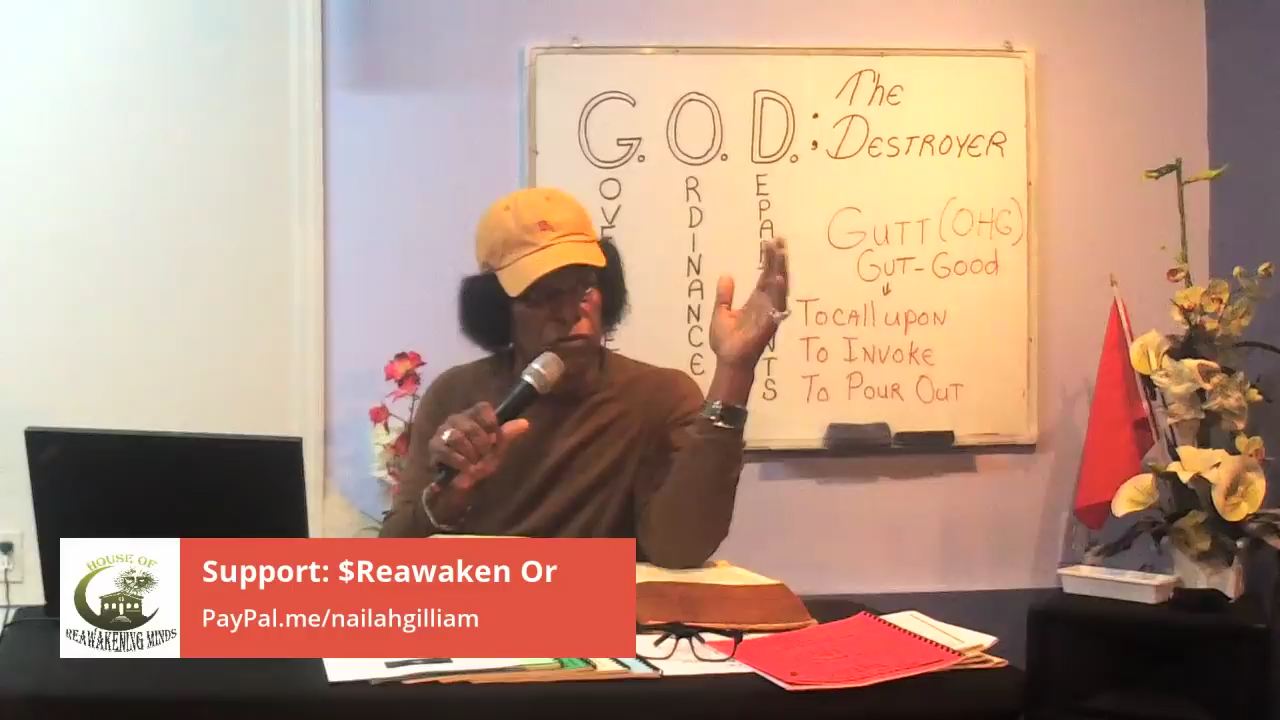 G. O. D. : The
DESTROYER
RDINANCE
GUTT (OHG)
GUT-GOOD
TO CALL UPON
TO INVOKE
TO POUR OUT
HOUSE OF
REAWAKENING MINDS
Support: $Reawaken Or
PayPal.me/nailahgilliam